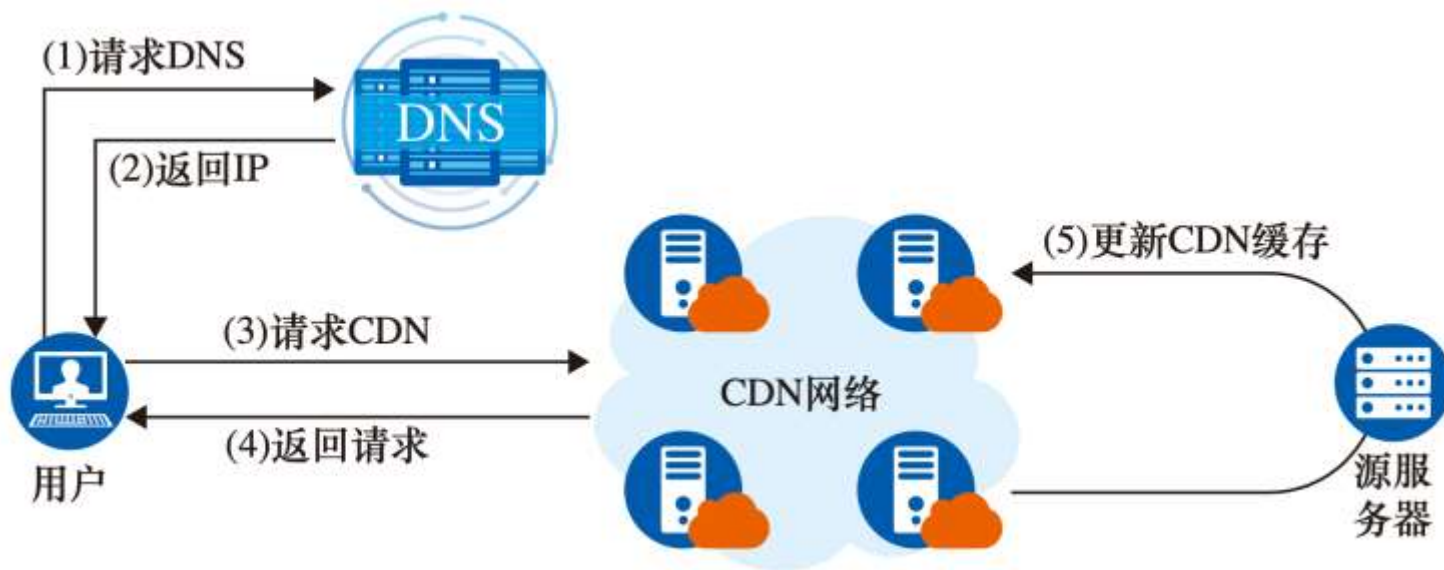 (1)请求DNS
DNS
(2)返回IP
(5)更新CDN缓存
(3)请求CDN
CDN网络
(4)返回请求
用户
源服
务器